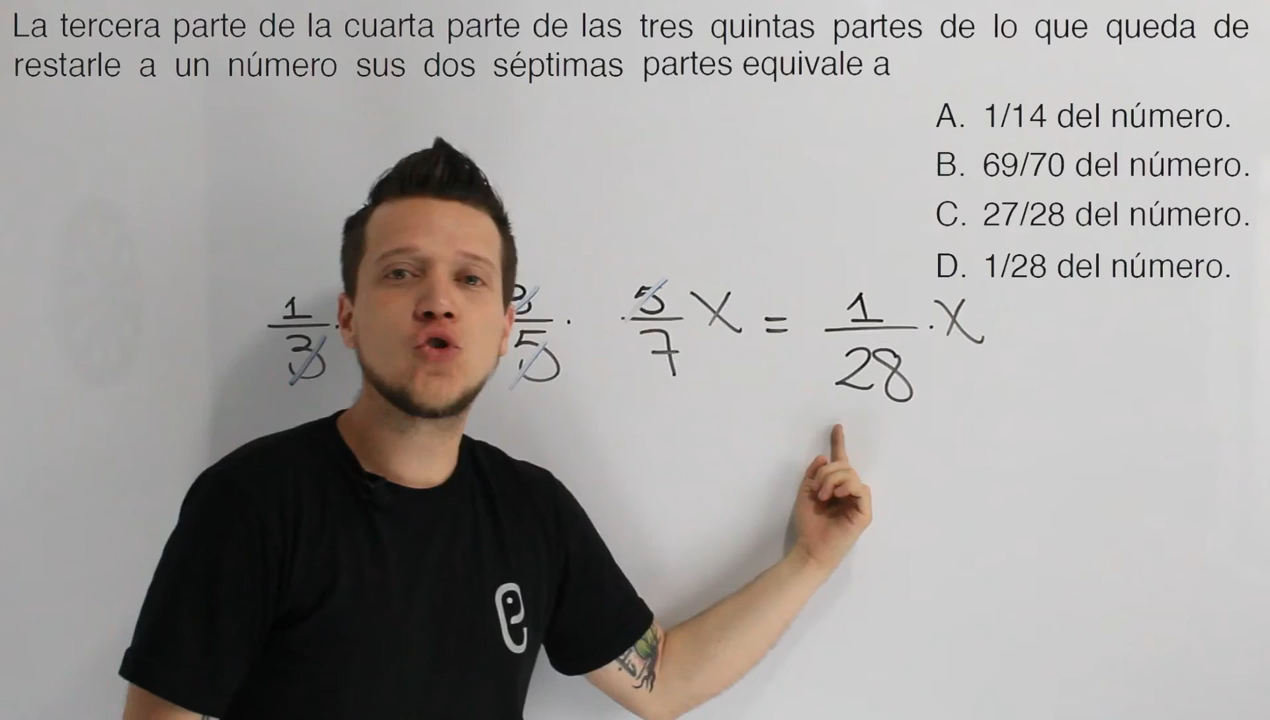 La tercera parte de la cuarta parte de las tres quintas partes de lo que queda de
restarle a un número sus dos séptimas partes equivale a
A. 1/14 del número.
B. 69/70 del número.
C. 27/28 del número.
D. 1/28 del número.
1/3 · 3/5 · 5/7 X = 1/28 · X
e